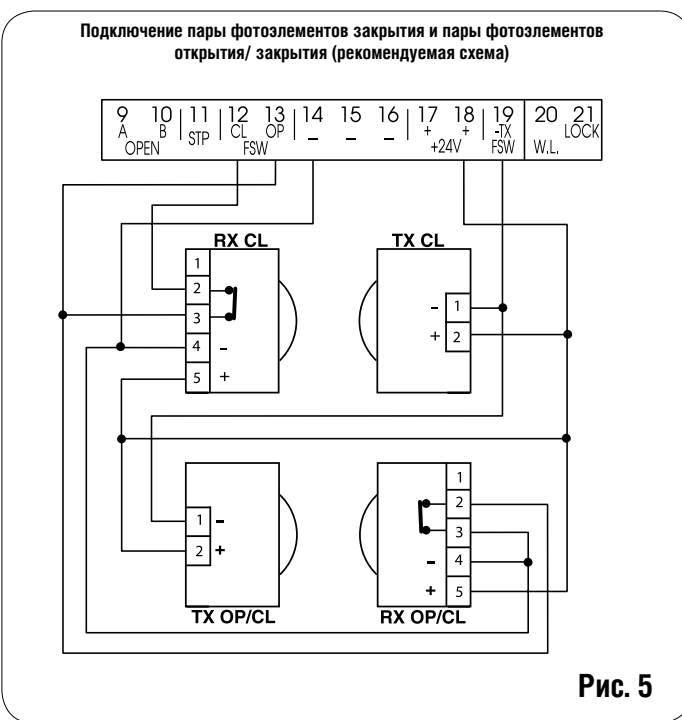 Подключение пары фотоэлементов закрытия и пары фотоэлементов
открытия/ закрытия (рекомендуемая схема)
9 10 11 12 13 14 15 16 17 18 19 20 21
A B STP CL OP – – – + + -TX LOCK
OPEN FSW +24V FSW W.L.
RX CL TX CL
1
2
3
4 –
5 +
- 1
+ 2
1 -
2 +
1
2
3
- 4
+ 5
TX OP/CL RX OP/CL
Рис. 5